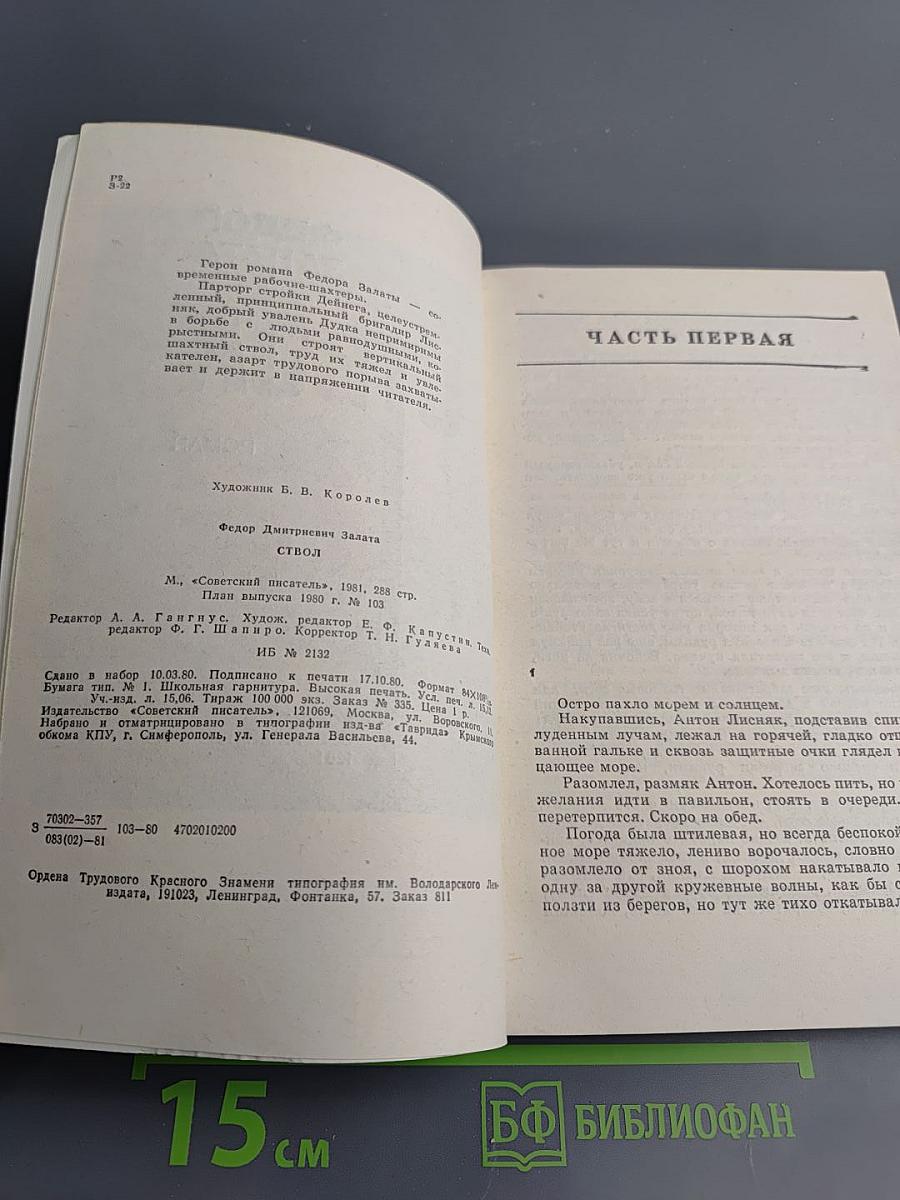 Р2
З-22
Герои романа Федора Залаты — со-
временные рабочие-шахтеры.
Парторг стройки Дейнега, целеустрем-
ленный, принципиальный бригадир Лис-
няк, добрый увалень Дудка непримиримы
в борьбе с людьми равнодушными, ко-
рыстными. Они строят вертикальный
шахтный ствол, труд их тяжел и увле-
кателен, азарт трудового порыва захваты-
вает и держит в напряжении читателя.
Художник Б. В. Королев
Федор Дмитриевич Залата
СТВОЛ
М., «Советский писатель», 1981, 288 стр.
План выпуска 1980 г. № 103
Редактор А. А. Гангнус. Худож. редактор Е. Ф. Капустин. Техн.
редактор Ф. Г. Шапиро. Корректор Т. Н. Гуляева
ИБ № 2132
Сдано в набор 10.03.80. Подписано к печати 17.10.80. Формат 84×108
Бумага тип. № 1. Школьная гарнитура. Высокая печать. Усл. печ. л. 15,12.
Уч.-изд. л. 15,06. Тираж 100 000 экз. Заказ № 335. Цена 1 р.
Издательство «Советский писатель», 121069, Москва, ул. Воровского, 11.
Набрано и отматрицировано в типографии изд-ва «Таврида» Крымского
обкома КПУ, г. Симферополь, ул. Генерала Васильева, 44.
З 70302—357
083(02)—81 103—80 4702010200
Ордена Трудового Красного Знамени типография им. Володарского Лен-
издата, 191023, Ленинград, Фонтанка, 57. Заказ 811
ЧАСТЬ ПЕРВАЯ
1
Остро пахло морем и солнцем.
Накупавшись, Антон Лисняк, подставив спи
луденным лучам, лежал на горячей, гладко отп
ванной гальке и сквозь защитные очки глядел
цающее море.
Разомлел, размяк Антон. Хотелось пить, но
желания идти в павильон, стоять в очереди.
перетерпится. Скоро на обед.
Погода была штилевая, но всегда беспокой
ное море тяжело, лениво ворочалось, словно
разомлело от зноя, с шорохом накатывало
одну за другой кружевные волны, как бы с
ползти из берегов, но тут же тихо откатывал
15 см
БФ БИБЛИОФАН